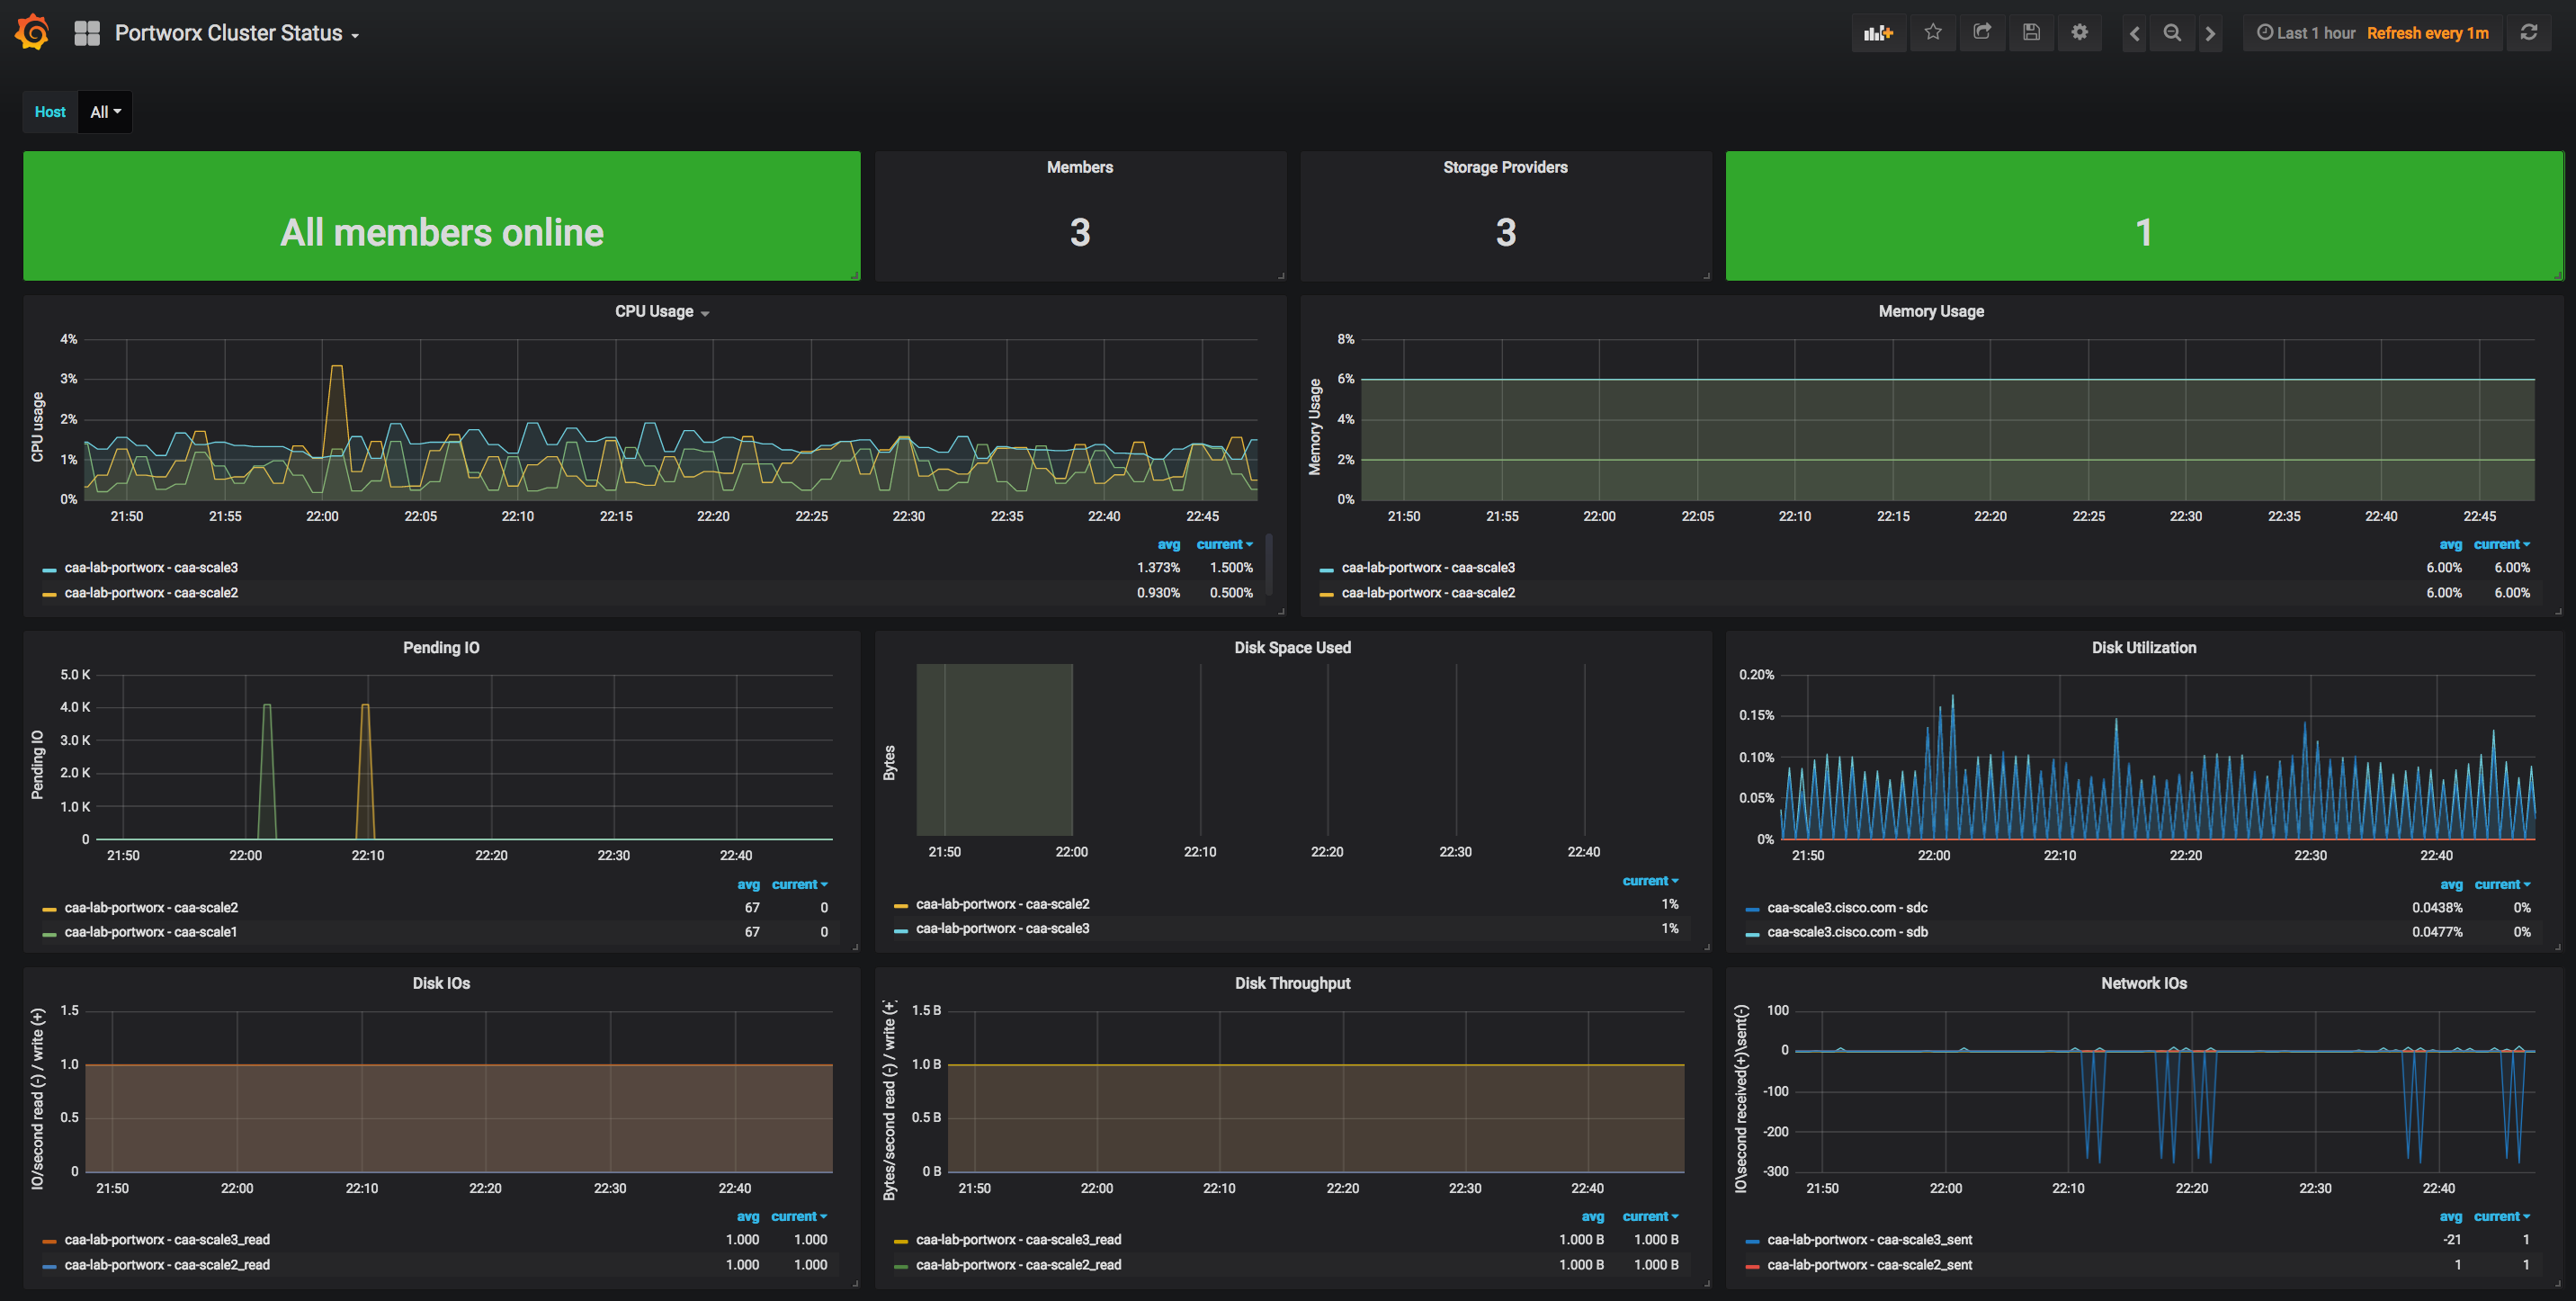 Portworx Cluster Status
Last 1 hour Refresh every 1m
Host All
All members online
Members
3
Storage Providers
3
1
CPU Usage
CPU usage
4%
3%
2%
1%
0%
21:50 21:55 22:00 22:05 22:10 22:15 22:20 22:25 22:30 22:35 22:40 22:45
avg current
caa-lab-portworx - caa-scale3 1.373% 1.500%
caa-lab-portworx - caa-scale2 0.930% 0.500%
Memory Usage
Memory Usage
8%
6%
4%
2%
0%
21:50 21:55 22:00 22:05 22:10 22:15 22:20 22:25 22:30 22:35 22:40 22:45
avg current
caa-lab-portworx - caa-scale3 6.00% 6.00%
caa-lab-portworx - caa-scale2 6.00% 6.00%
Pending IO
Pending IO
5.0 K
4.0 K
3.0 K
2.0 K
1.0 K
0
21:50 22:00 22:10 22:20 22:30 22:40
avg current
caa-lab-portworx - caa-scale2 67 0
caa-lab-portworx - caa-scale1 67 0
Disk Space Used
Bytes
21:50 22:00 22:10 22:20 22:30 22:40
current
caa-lab-portworx - caa-scale2 1%
caa-lab-portworx - caa-scale3 1%
Disk Utilization
0.20%
0.15%
0.10%
0.05%
0%
21:50 22:00 22:10 22:20 22:30 22:40
avg current
caa-scale3.cisco.com - sdc 0.0438% 0%
caa-scale3.cisco.com - sdb 0.0477% 0%
Disk IOs
IO/second read (-) / write (+)
1.5
1.0
0.5
0
21:50 22:00 22:10 22:20 22:30 22:40
avg current
caa-lab-portworx - caa-scale3_read 1.000 1.000
caa-lab-portworx - caa-scale2_read 1.000 1.000
Disk Throughput
Bytes/second read (-) / write (+
1.5 B
1.0 B
0.5 B
0 B
21:50 22:00 22:10 22:20 22:30 22:40
avg current
caa-lab-portworx - caa-scale3_read 1.000 B 1.000 B
caa-lab-portworx - caa-scale2_read 1.000 B 1.000 B
Network IOs
IO\second received(+)\sent(-)
100
0
-100
-200
-300
21:50 22:00 22:10 22:20 22:30 22:40
avg current
caa-lab-portworx - caa-scale3_sent -21 1
caa-lab-portworx - caa-scale2_sent 1 1